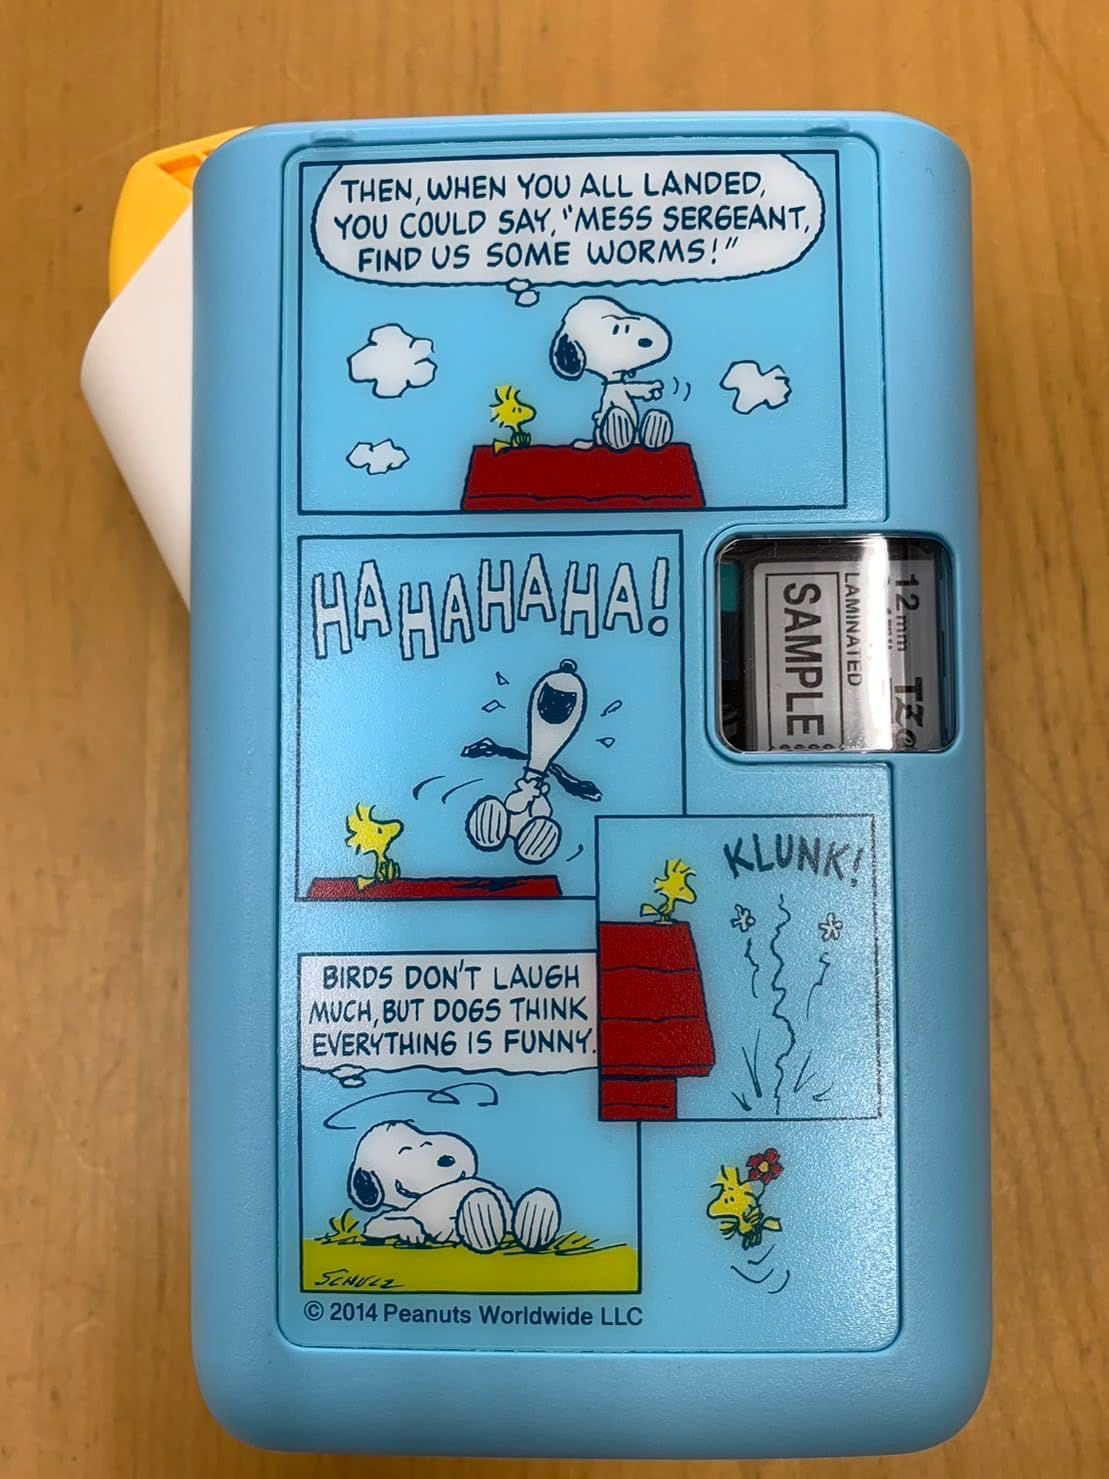 THEN, WHEN YOU ALL LANDED,
YOU COULD SAY, "MESS SERGEANT,
FIND US SOME WORMS!"
HAHAHAHA!
12mm
LAMINATED
SAMPLE
KLUNK!
BIRDS DON'T LAUGH
MUCH, BUT DOGS THINK
EVERYTHING IS FUNNY.
SCHULZ
© 2014 Peanuts Worldwide LLC